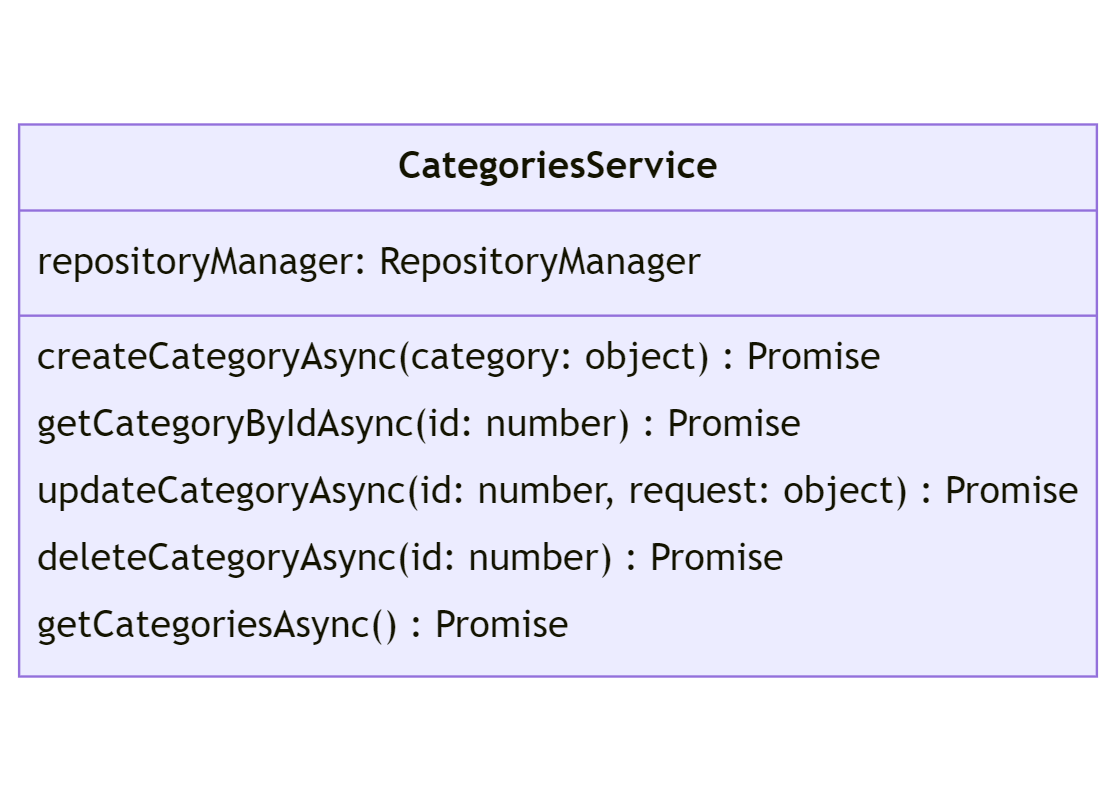 CategoriesService
repositoryManager: RepositoryManager
createCategoryAsync(category: object) : Promise
getCategoryByIdAsync(id: number) : Promise
updateCategoryAsync(id: number, request: object) : Promise
deleteCategoryAsync(id: number) : Promise
getCategoriesAsync() : Promise